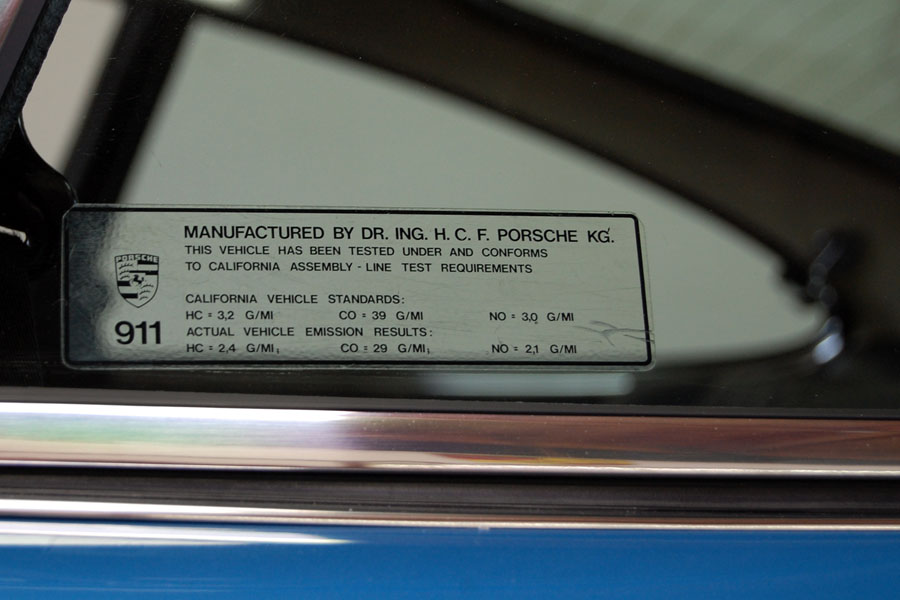 MANUFACTURED BY DR. ING. H. C. F. PORSCHE KG.
THIS VEHICLE HAS BEEN TESTED UNDER AND CONFORMS
TO CALIFORNIA ASSEMBLY - LINE TEST REQUIREMENTS
PORSCHE
911
CALIFORNIA VEHICLE STANDARDS:
HC = 3,2 G/MI CO = 39 G/MI NO = 3,0 G/MI
ACTUAL VEHICLE EMISSION RESULTS:
HC = 2,4 G/MI; CO = 29 G/MI; NO = 2,1 G/MI